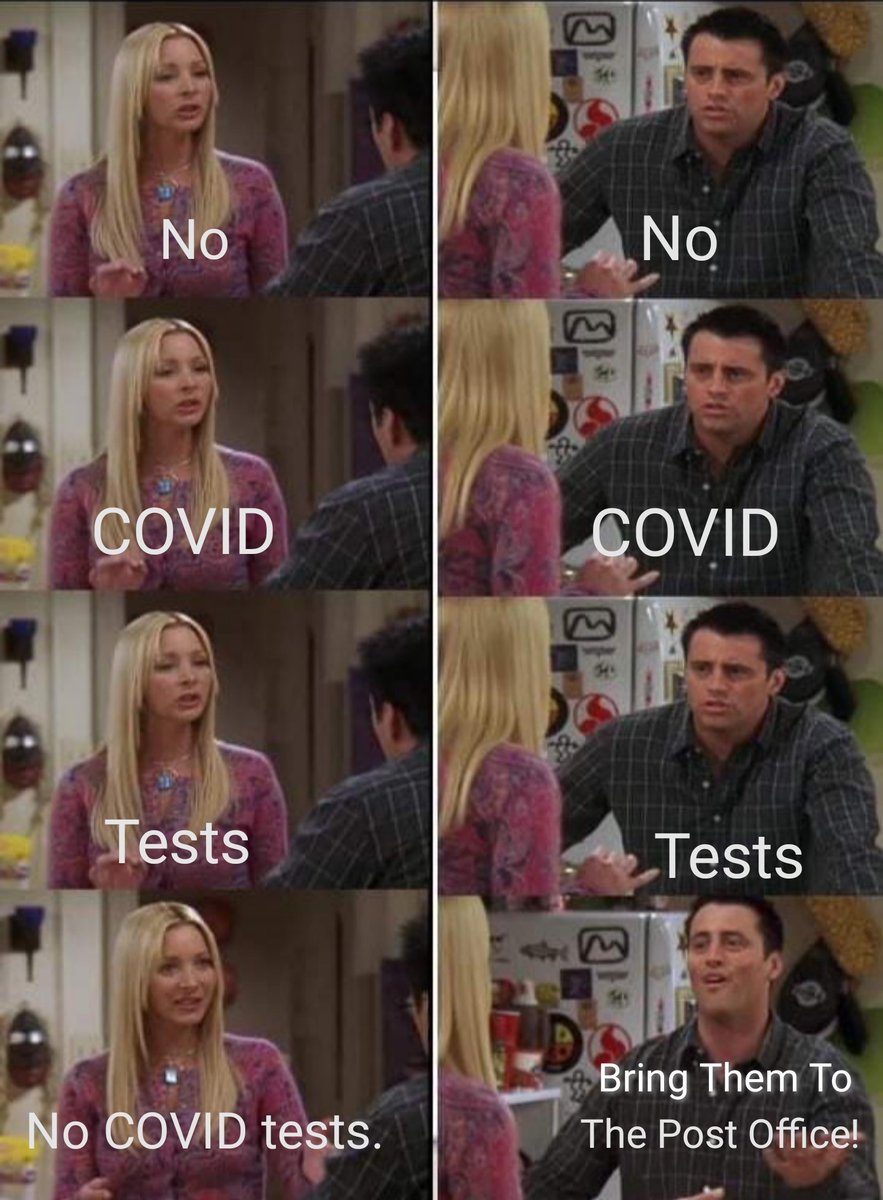 No
No
COVID
COVID
Tests
Tests
No COVID tests.
Bring Them To
The Post Office!